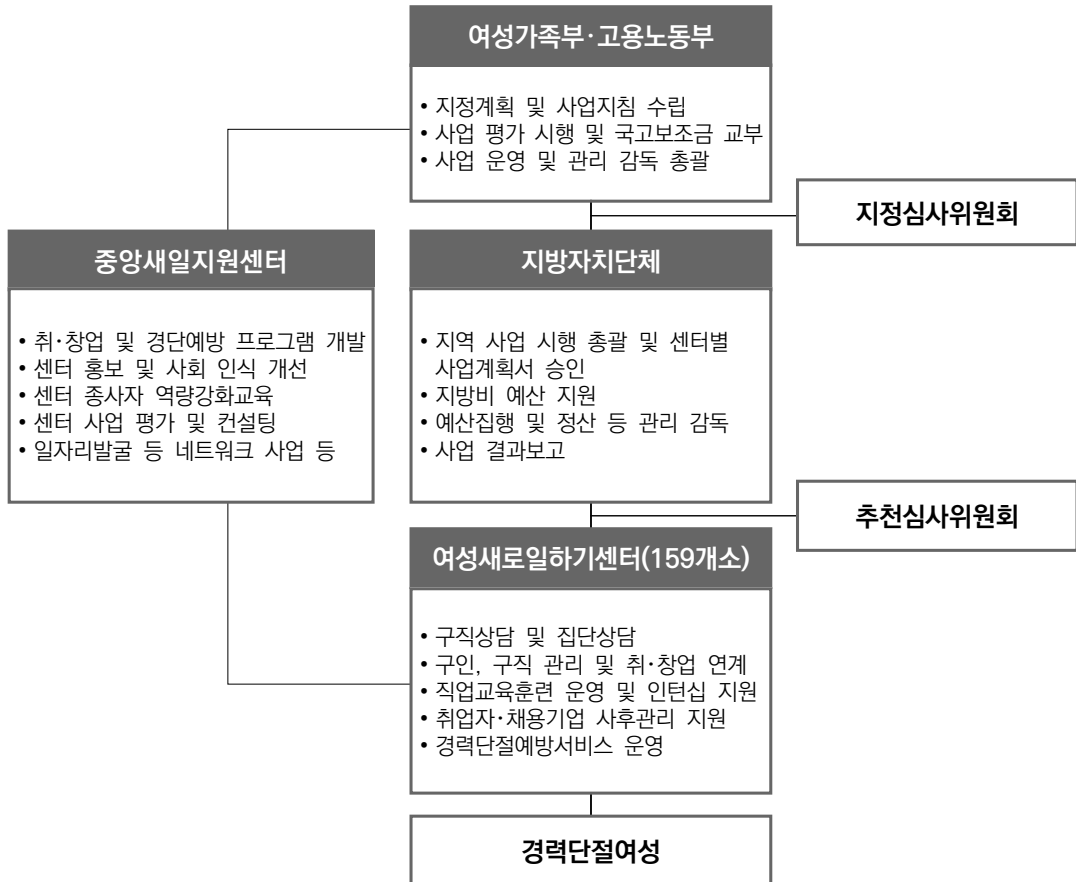 여성가족부·고용노동부
• 지정계획 및 사업지침 수립
• 사업 평가 시행 및 국고보조금 교부
• 사업 운영 및 관리 감독 총괄
지정심사위원회
중앙새일지원센터
• 취·창업 및 경단예방 프로그램 개발
• 센터 홍보 및 사회 인식 개선
• 센터 종사자 역량강화교육
• 센터 사업 평가 및 컨설팅
• 일자리발굴 등 네트워크 사업 등
지방자치단체
• 지역 사업 시행 총괄 및 센터별
사업계획서 승인
• 지방비 예산 지원
• 예산집행 및 정산 등 관리 감독
• 사업 결과보고
추천심사위원회
여성새로일하기센터(159개소)
• 구직상담 및 집단상담
• 구인, 구직 관리 및 취·창업 연계
• 직업교육훈련 운영 및 인턴십 지원
• 취업자·채용기업 사후관리 지원
• 경력단절예방서비스 운영
경력단절여성